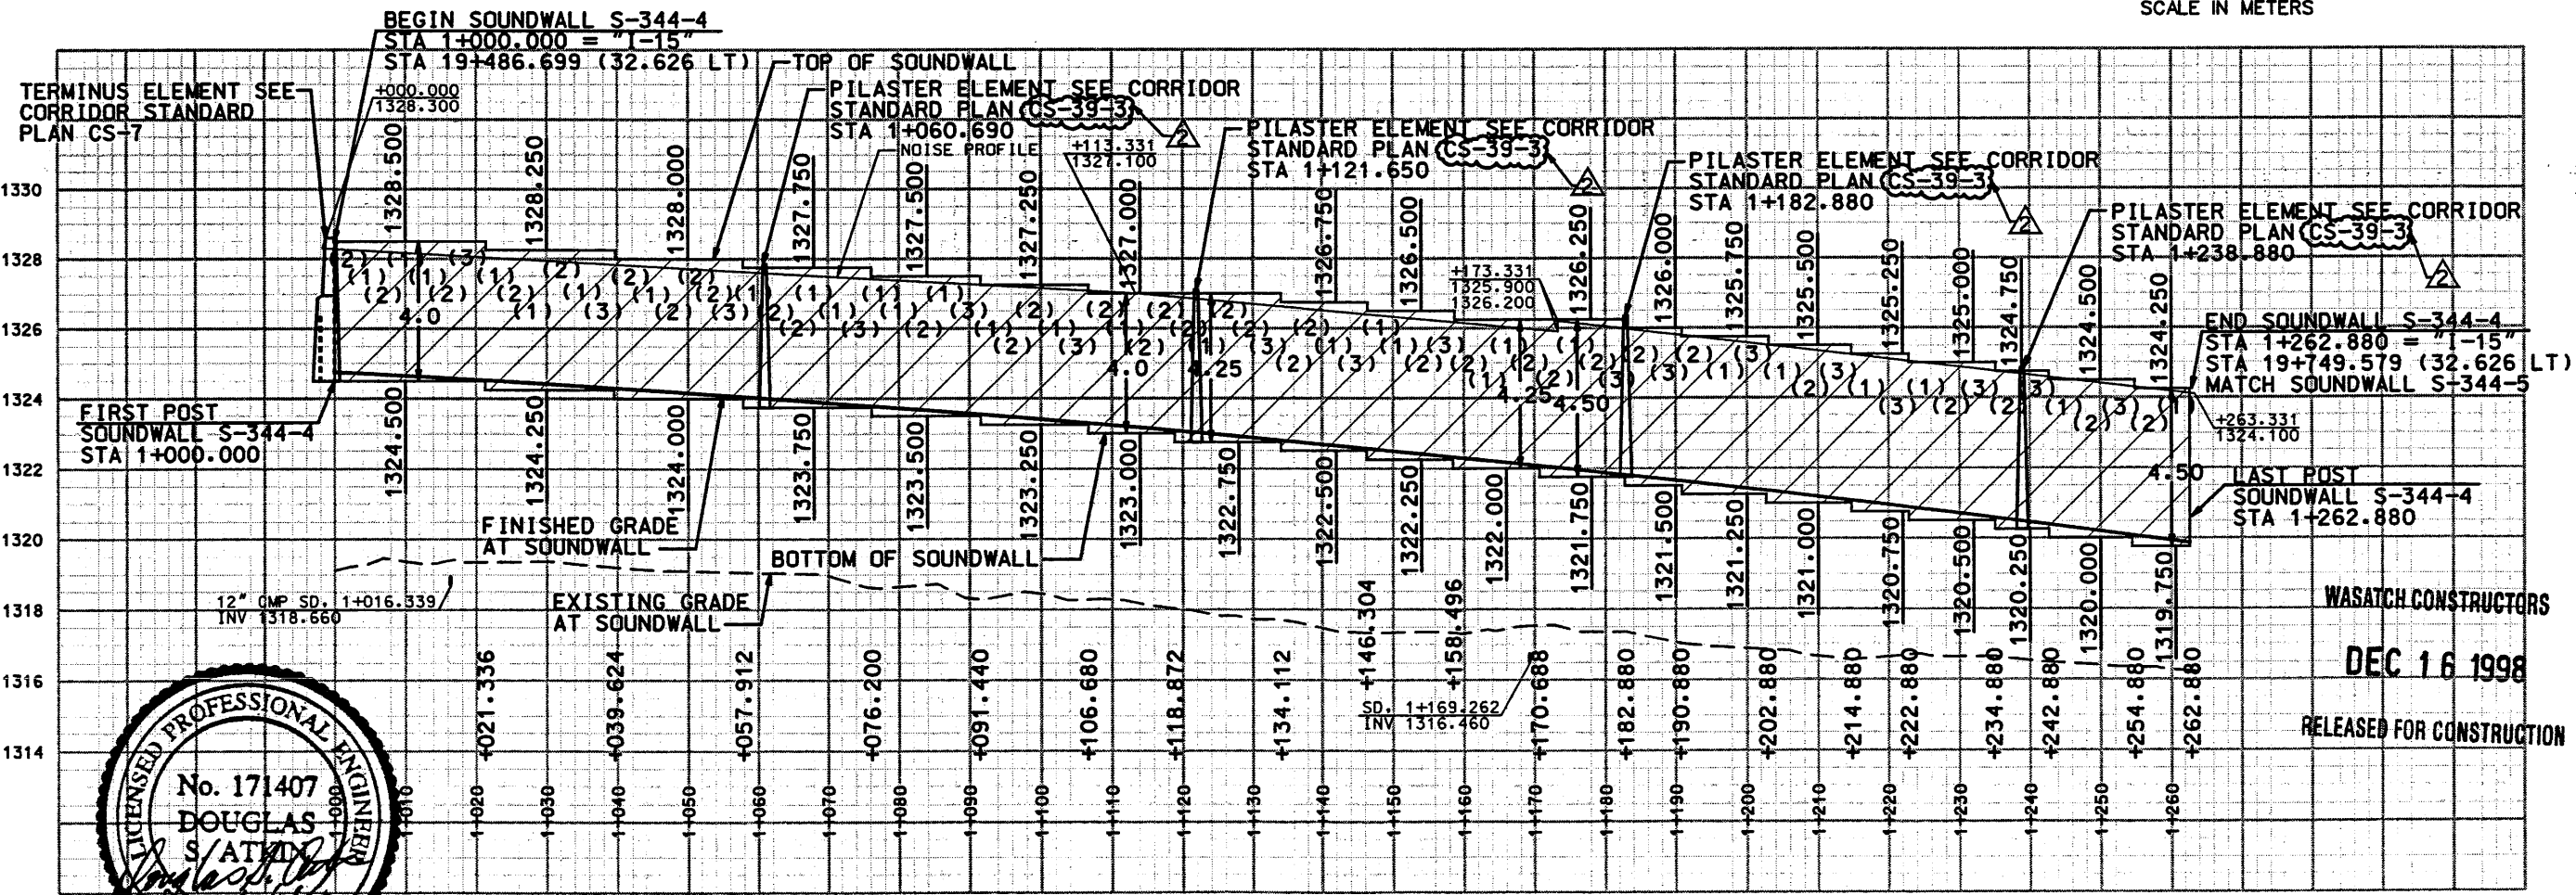 SCALE IN METERS
BEGIN SOUNDWALL S-344-4
STA 1+000.000 = "I-15"
STA 19+486.699 (32.626 LT)
TERMINUS ELEMENT SEE
CORRIDOR STANDARD
PLAN CS-7
+000.000
1328.300
TOP OF SOUNDWALL
PILASTER ELEMENT SEE CORRIDOR
STANDARD PLAN CS-39-3
STA 1+060.690
2
NOISE PROFILE
+113.331
1327.100
PILASTER ELEMENT SEE CORRIDOR
STANDARD PLAN CS-39-3
STA 1+121.650
2
PILASTER ELEMENT SEE CORRIDOR
STANDARD PLAN CS-39-3
STA 1+182.880
2
PILASTER ELEMENT SEE CORRIDOR
STANDARD PLAN CS-39-3
STA 1+238.880
2
+173.331
1325.900
1326.200
END SOUNDWALL S-344-4
STA 1+262.880 = "I-15"
STA 19+749.579 (32.626 LT)
MATCH SOUNDWALL S-344-5
+263.331
1324.100
LAST POST
SOUNDWALL S-344-4
STA 1+262.880
FIRST POST
SOUNDWALL S-344-4
STA 1+000.000
1330
1328
1326
1324
1322
1320
1318
1316
1314
1328.500
1328.250
1328.000
1327.750
1327.500
1327.250
1327.000
1326.750
1326.500
1326.250
1326.000
1325.750
1325.500
1325.250
1325.000
1324.750
1324.500
1324.250
4.0
4.0
4.25
4.25
4.50
4.50
1324.500
1324.250
1324.000
1323.750
1323.500
1323.250
1323.000
1322.750
1322.500
1322.250
1322.000
1321.750
1321.500
1321.250
1321.000
1320.750
1320.500
1320.250
1320.000
1319.750
FINISHED GRADE
AT SOUNDWALL
BOTTOM OF SOUNDWALL
EXISTING GRADE
AT SOUNDWALL
12" CMP SD. 1+016.339
INV 1318.660
SD. 1+169.262
INV 1316.460
+021.336
+039.624
+057.912
+076.200
+091.440
+106.680
+118.872
+134.112
+146.304
+158.496
+170.688
+182.880
+190.880
+202.880
+214.880
+222.880
+234.880
+242.880
+254.880
+262.880
1+000
1+010
1+020
1+030
1+040
1+050
1+060
1+070
1+080
1+090
1+100
1+110
1+120
1+130
1+140
1+150
1+160
1+170
1+180
1+190
1+200
1+210
1+220
1+230
1+240
1+250
1+260
WASATCH CONSTRUCTORS
DEC 16 1998
RELEASED FOR CONSTRUCTION
LICENSED PROFESSIONAL ENGINEER
No. 171407
DOUGLAS
S. ATKIN